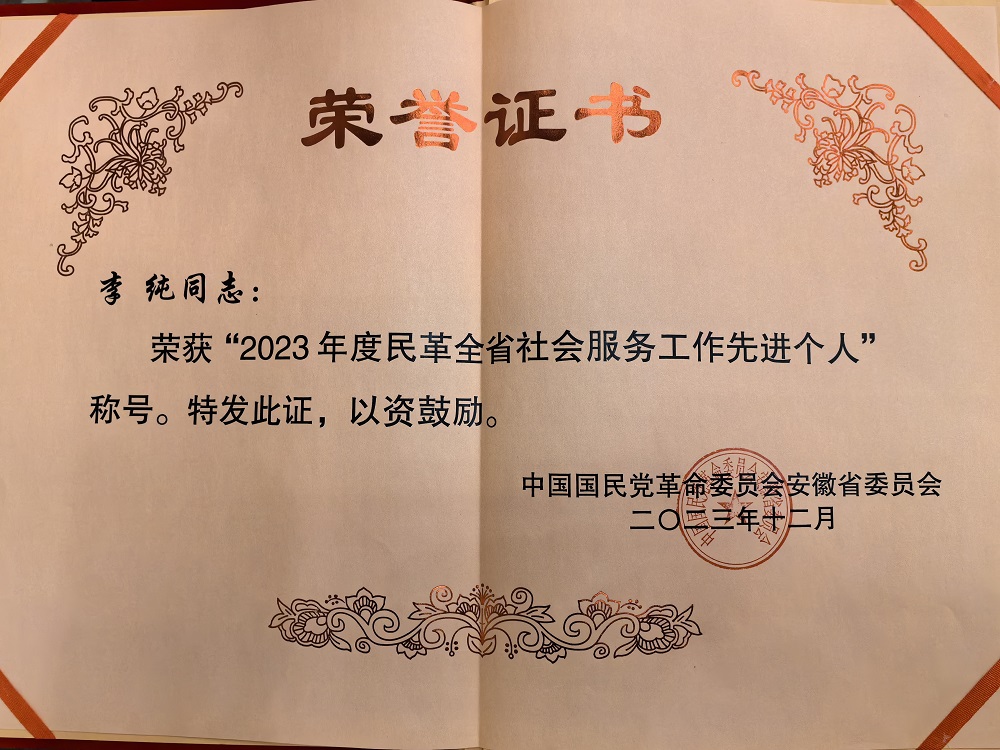 荣誉证书
李 纯同志：
荣获“2023年度民革全省社会服务工作先进个人”
称号。特发此证，以资鼓励。
中国国民党革命委员会安徽省委员会
二〇二三年十二月